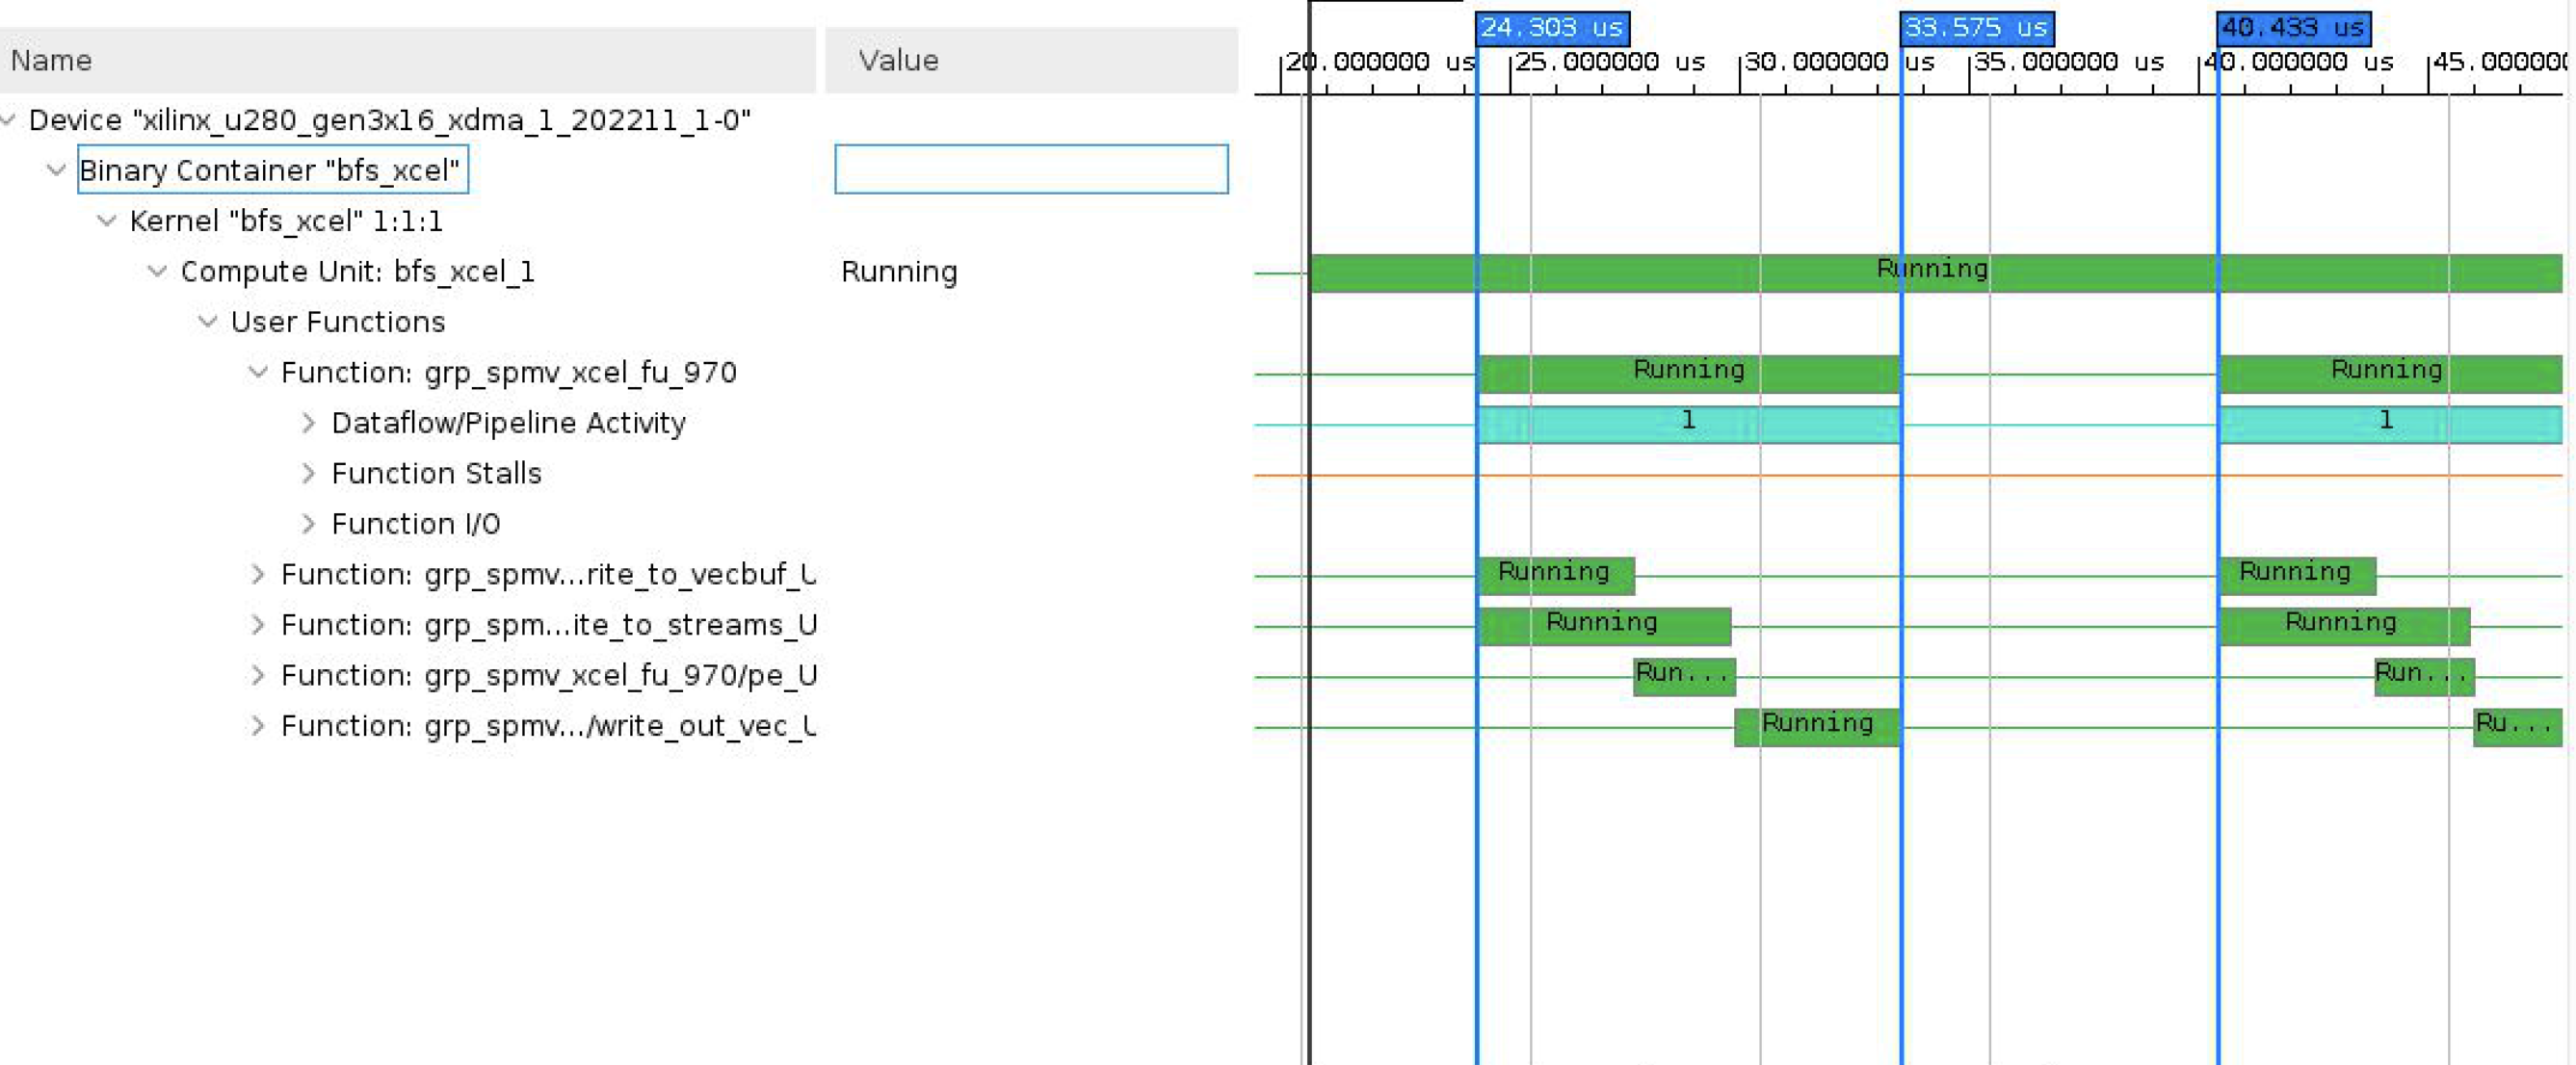 24.303 us 33.575 us 40.433 us
Name Value 20.000000 us 25.000000 us 30.000000 us 35.000000 us 40.000000 us 45.00000
Device "xilinx_u280_gen3x16_xdma_1_202211_1-0"
Binary Container "bfs_xcel"
Kernel "bfs_xcel" 1:1:1
Compute Unit: bfs_xcel_1 Running Running
User Functions
Function: grp_spmv_xcel_fu_970 Running Running
Dataflow/Pipeline Activity 1 1
Function Stalls
Function I/O
Function: grp_spmv...rite_to_vecbuf_U Running Running
Function: grp_spm...ite_to_streams_U Running Running
Function: grp_spmv_xcel_fu_970/pe_U Run... Run...
Function: grp_spmv.../write_out_vec_U Running Ru...